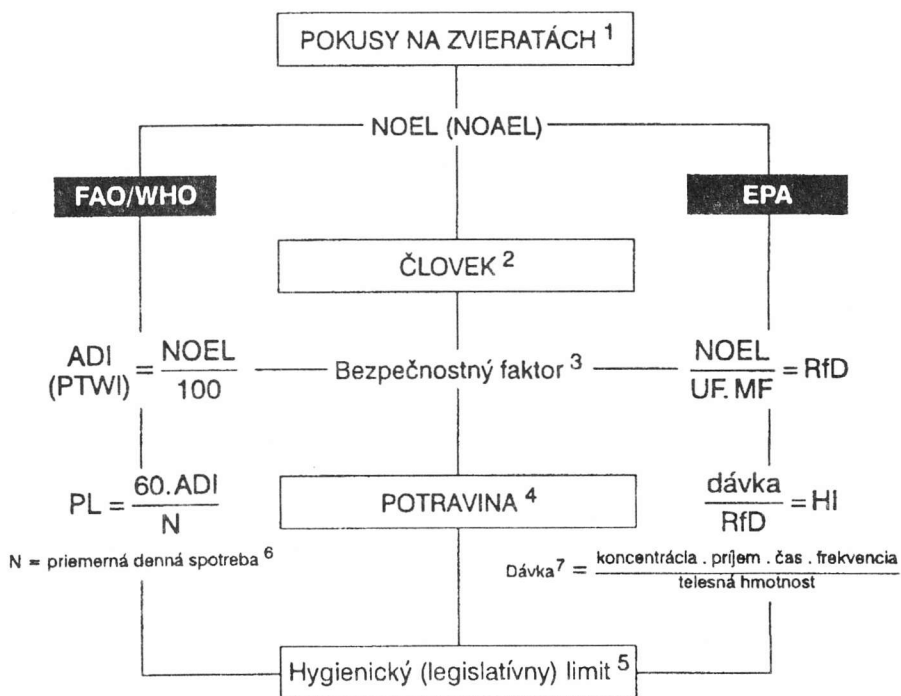 POKUSY NA ZVIERATÁCH 1
NOEL (NOAEL)
FAO/WHO
EPA
ČLOVEK 2
ADI (PTWI) = NOEL / 100
Bezpečnostný faktor 3
NOEL / UF. MF = RfD
PL = 60. ADI / N
POTRAVINA 4
dávka / RfD = HI
N = priemerná denná spotreba 6
Dávka 7 = koncentrácia . príjem . čas . frekvencia / telesná hmotnost
Hygienický (legislatívny) limit 5